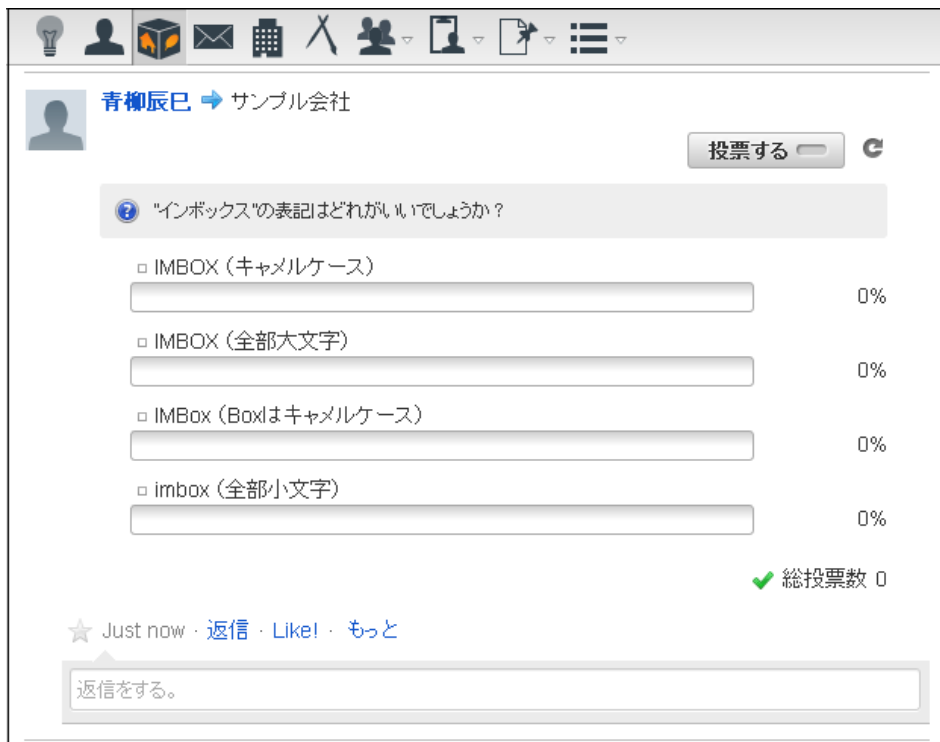 青柳辰巳 サンプル会社
投票する
"インボックス"の表記はどれがいいでしょうか?
IMBOX (キャメルケース)
0%
IMBOX (全部大文字)
0%
IMBox (Boxはキャメルケース)
0%
imbox (全部小文字)
0%
総投票数 0
Just now · 返信 · Like! · もっと
返信をする。